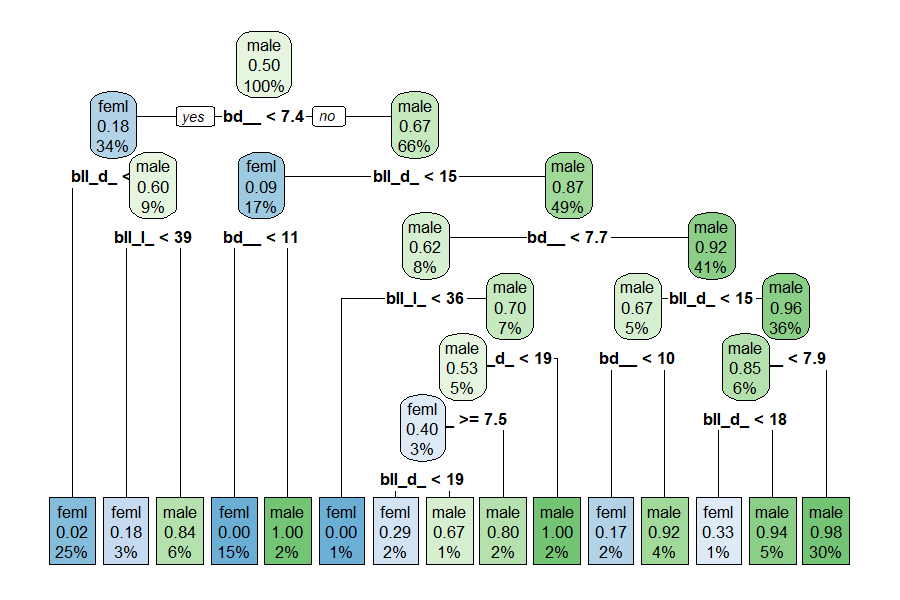 male
0.50
100%
yes bd__ < 7.4 no
feml
0.18
34%
male
0.67
66%
bll_d_ <
bll_d_ < 15
male
0.60
9%
feml
0.09
17%
male
0.87
49%
bll_l_ < 39
bd__ < 11
bd__ < 7.7
male
0.62
8%
male
0.92
41%
bll_l_ < 36
bll_d_ < 15
male
0.70
7%
male
0.67
5%
male
0.96
36%
_d_ < 19
bd__ < 10
_ < 7.9
male
0.53
5%
male
0.85
6%
_ >= 7.5
bll_d_ < 18
feml
0.40
3%
bll_d_ < 19
feml feml male feml male feml feml male male male feml male feml male male
0.02 0.18 0.84 0.00 1.00 0.00 0.29 0.67 0.80 1.00 0.17 0.92 0.33 0.94 0.98
25% 3% 6% 15% 2% 1% 2% 1% 2% 2% 2% 4% 1% 5% 30%